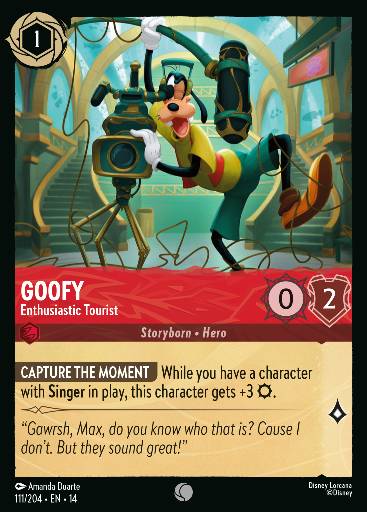 1
GOOFY
Enthusiastic Tourist
0
2
Storyborn • Hero
CAPTURE THE MOMENT While you have a character
with Singer in play, this character gets +3 .
“Gawrsh, Max, do you know who that is? Cause I
don’t. But they sound great!”
Amanda Duarte
111/204 • EN • 14
Disney Lorcana
©Disney